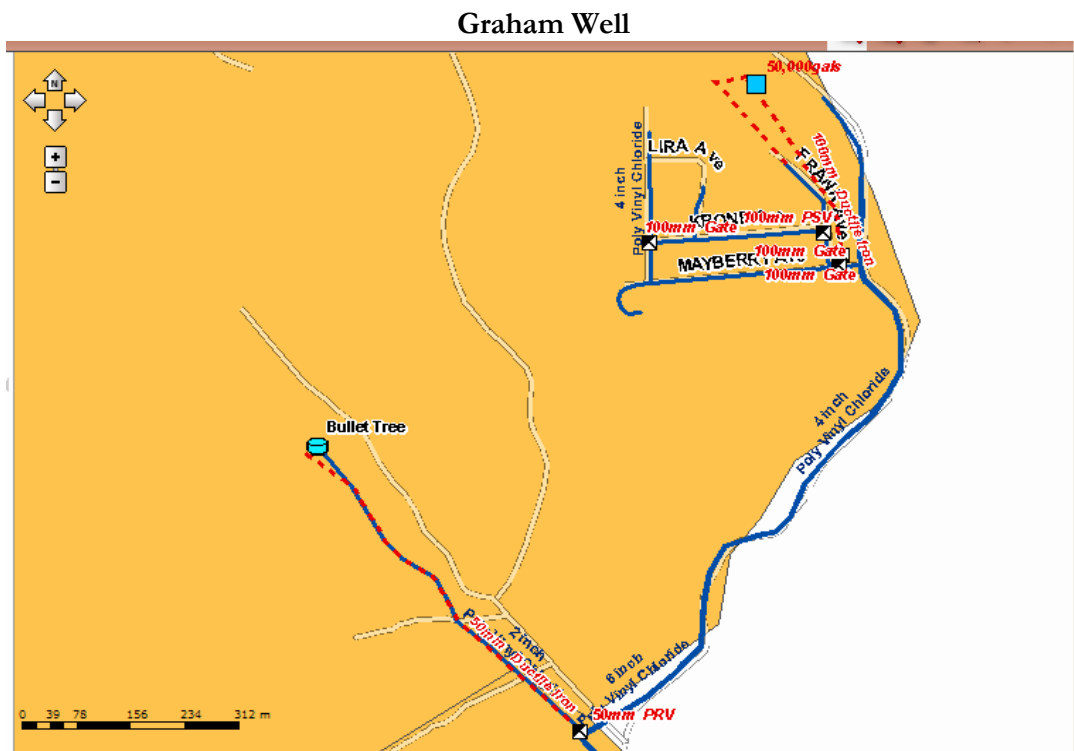 Graham Well
50,000gals
N
LIRA Ave
4 inch
Poly Vinyl Chloride
100mm Ductile Iron
100mm PSV
100mm Gate
100mm Gate
MAYBERRY
100mm Gate
4 inch
Poly Vinyl Chloride
Bullet Tree
2 inch
50mm Ductile Iron
6 inch
Vinyl Chloride
50mm PRV
0 39 78 156 234 312 m